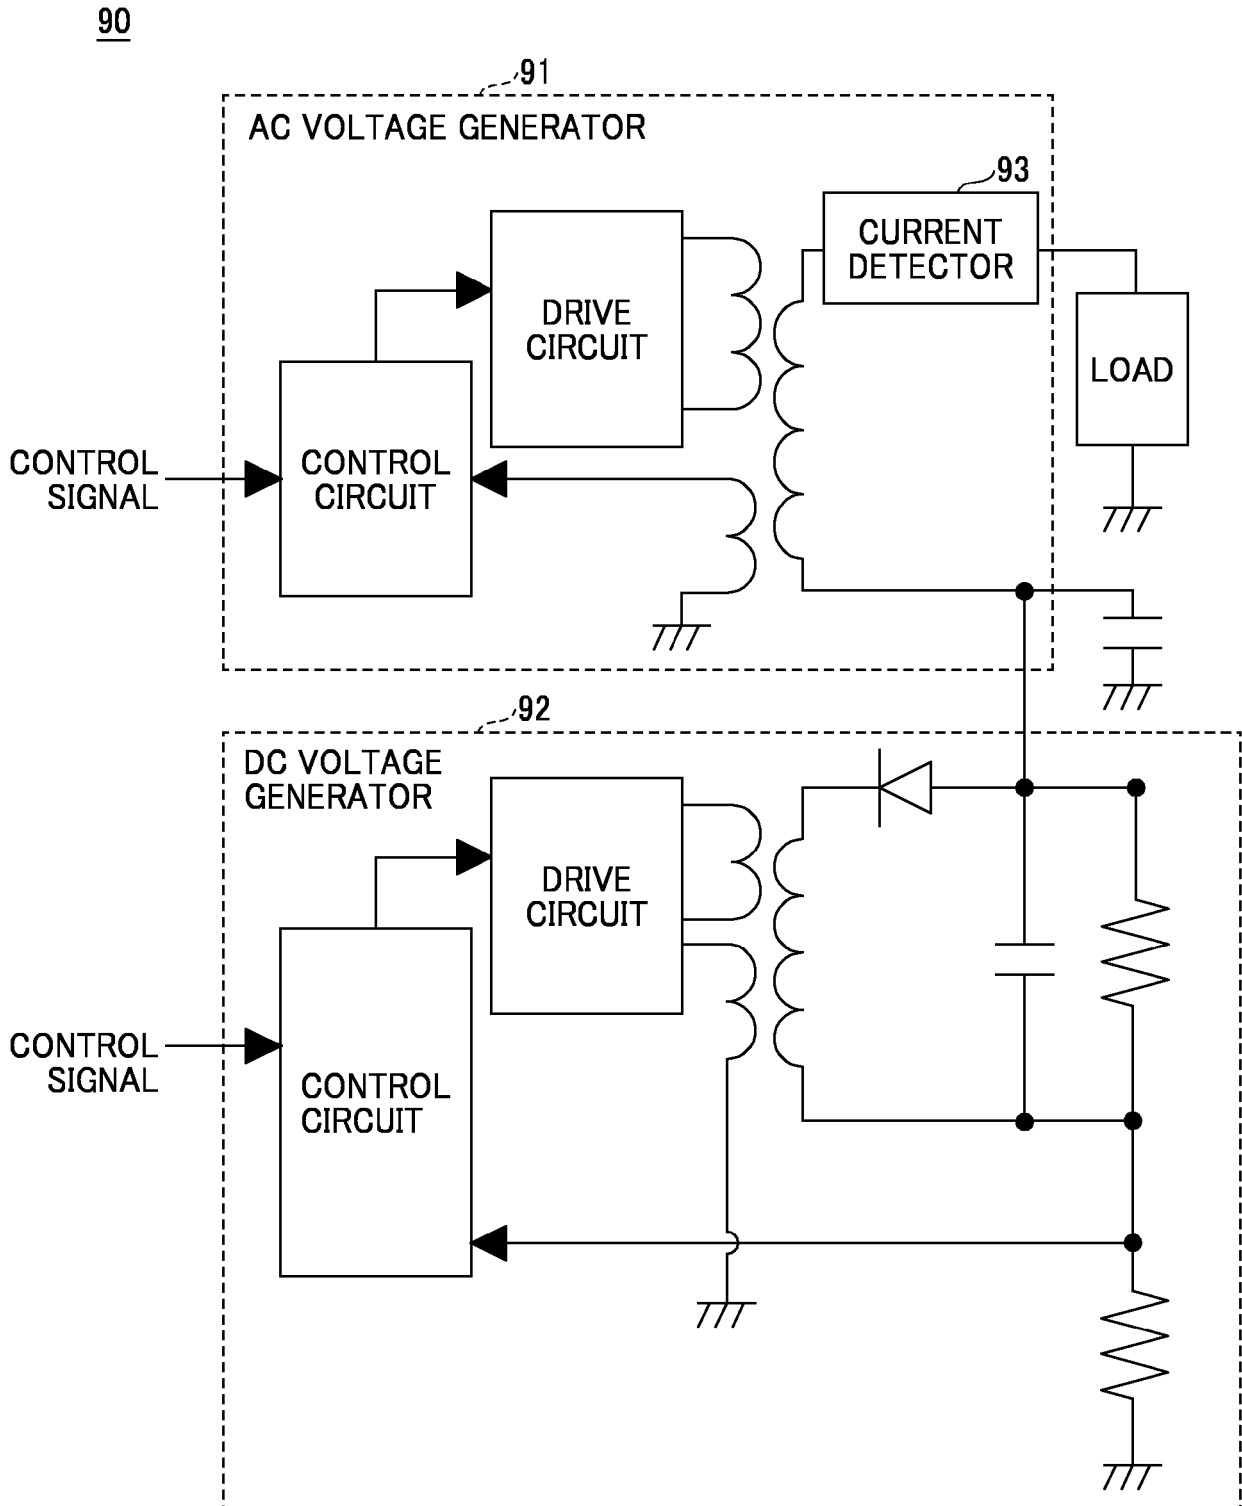 90
91
AC VOLTAGE GENERATOR
93
CURRENT
DETECTOR
DRIVE
CIRCUIT
LOAD
CONTROL
SIGNAL
CONTROL
CIRCUIT
92
DC VOLTAGE
GENERATOR
DRIVE
CIRCUIT
CONTROL
SIGNAL
CONTROL
CIRCUIT